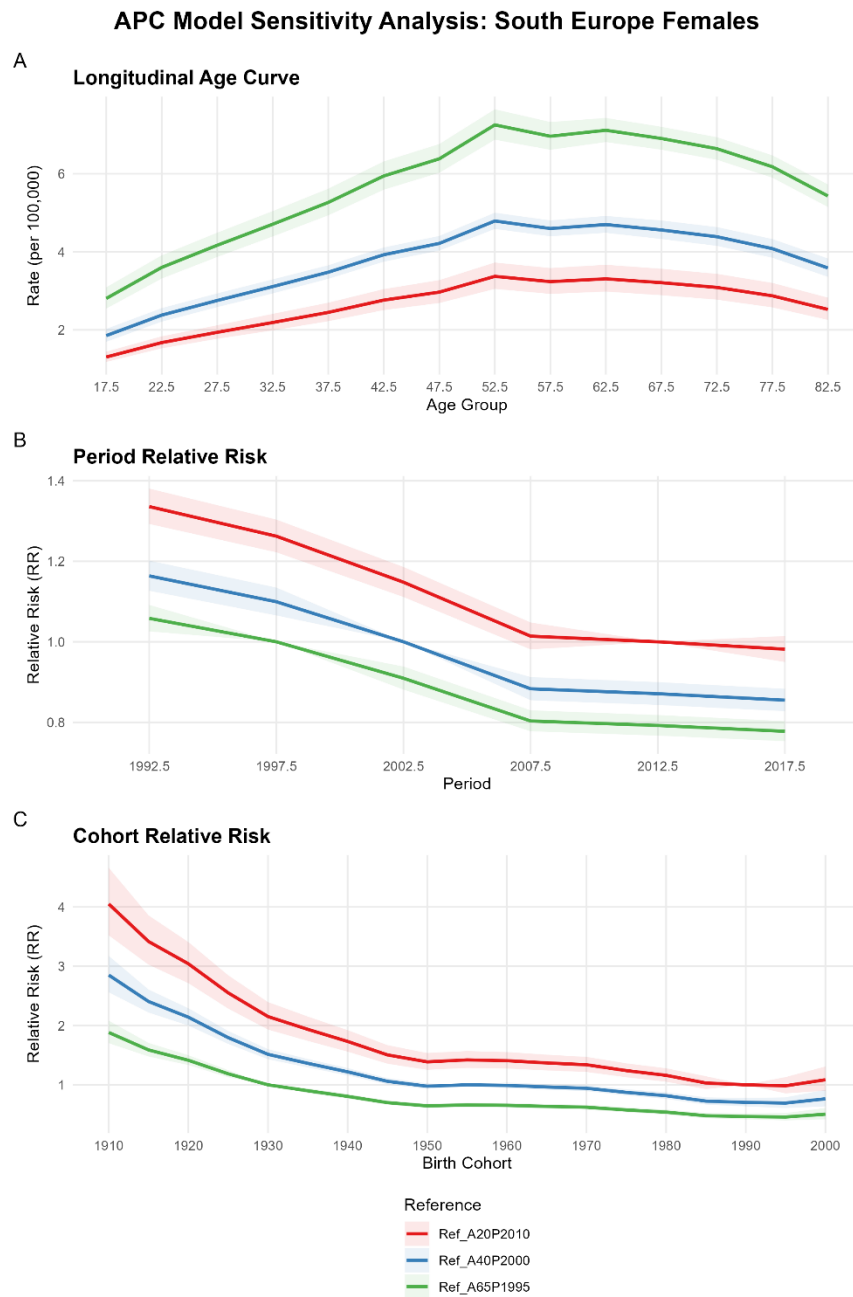 APC Model Sensitivity Analysis: South Europe Females
A
Longitudinal Age Curve
Rate (per 100,000)
6
4
2
17.5 22.5 27.5 32.5 37.5 42.5 47.5 52.5 57.5 62.5 67.5 72.5 77.5 82.5
Age Group
B
Period Relative Risk
Relative Risk (RR)
1.4
1.2
1.0
0.8
1992.5 1997.5 2002.5 2007.5 2012.5 2017.5
Period
C
Cohort Relative Risk
Relative Risk (RR)
4
3
2
1
1910 1920 1930 1940 1950 1960 1970 1980 1990 2000
Birth Cohort
Reference
Ref_A20P2010
Ref_A40P2000
Ref_A65P1995